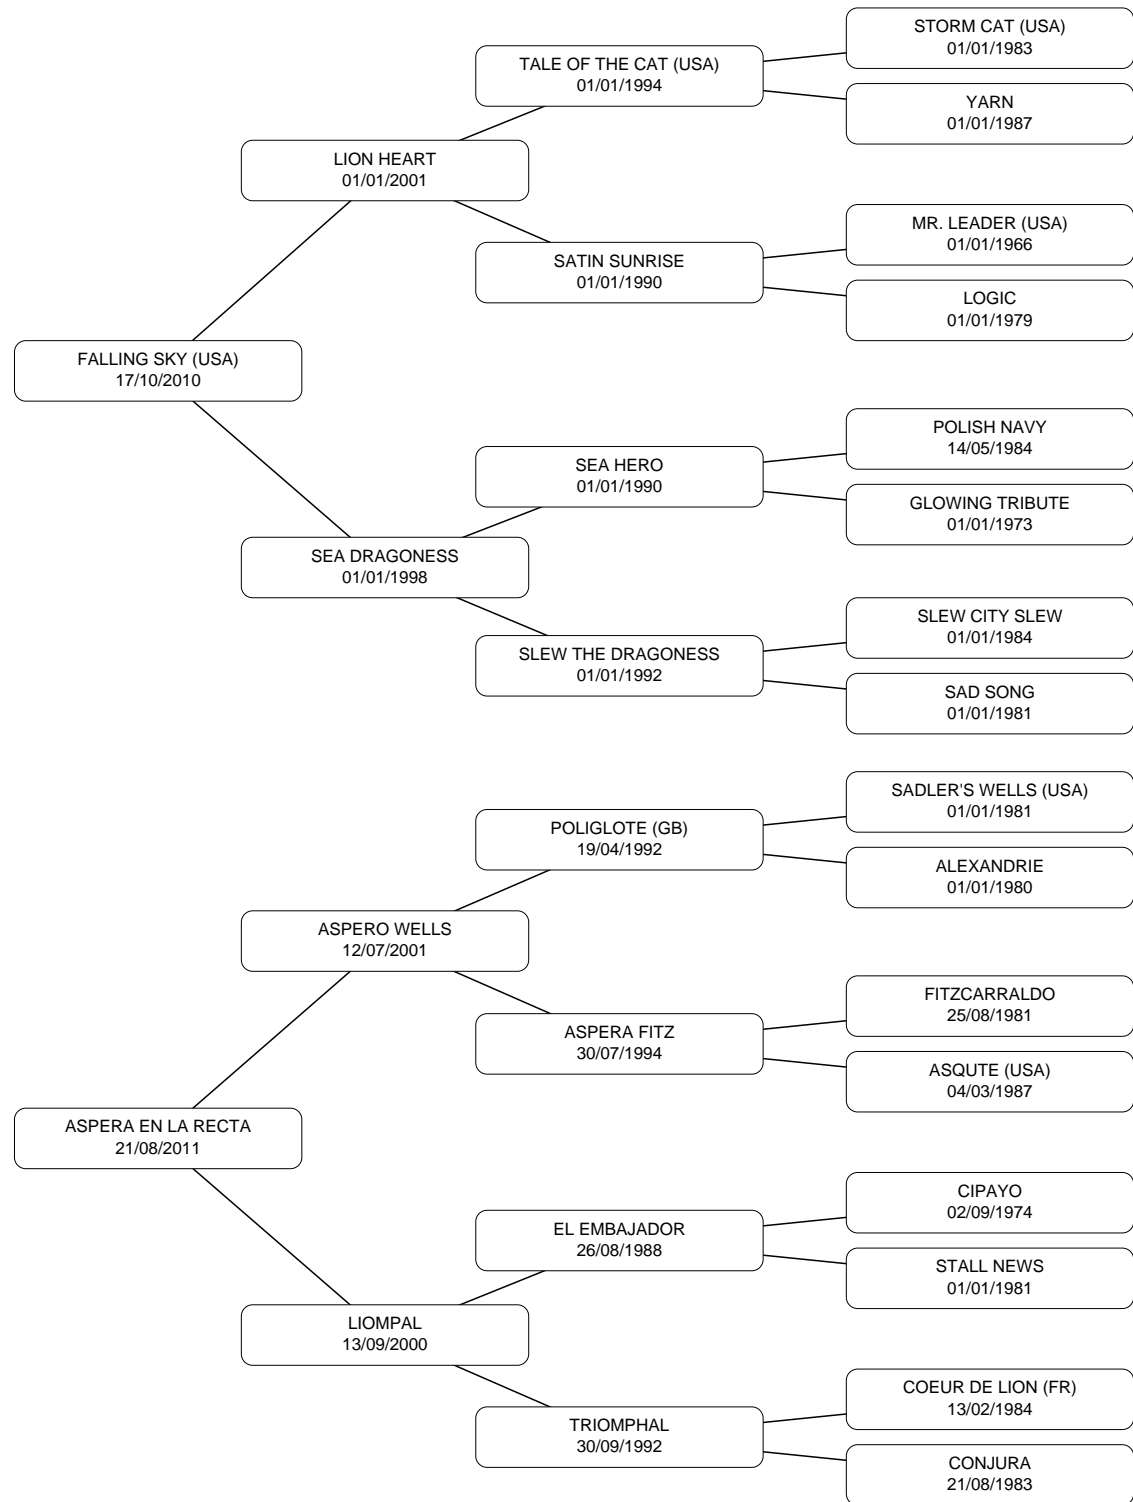 STORM CAT (USA)
01/01/1983
TALE OF THE CAT (USA)
01/01/1994
YARN
01/01/1987
LION HEART
01/01/2001
MR. LEADER (USA)
01/01/1966
SATIN SUNRISE
01/01/1990
LOGIC
01/01/1979
FALLING SKY (USA)
17/10/2010
POLISH NAVY
14/05/1984
SEA HERO
01/01/1990
GLOWING TRIBUTE
01/01/1973
SEA DRAGONESS
01/01/1998
SLEW CITY SLEW
01/01/1984
SLEW THE DRAGONESS
01/01/1992
SAD SONG
01/01/1981
SADLER'S WELLS (USA)
01/01/1981
POLIGLOTE (GB)
19/04/1992
ALEXANDRIE
01/01/1980
ASPERO WELLS
12/07/2001
FITZCARRALDO
25/08/1981
ASPERA FITZ
30/07/1994
ASQUTE (USA)
04/03/1987
ASPERA EN LA RECTA
21/08/2011
CIPAYO
02/09/1974
EL EMBAJADOR
26/08/1988
STALL NEWS
01/01/1981
LIOMPAL
13/09/2000
COEUR DE LION (FR)
13/02/1984
TRIOMPHAL
30/09/1992
CONJURA
21/08/1983